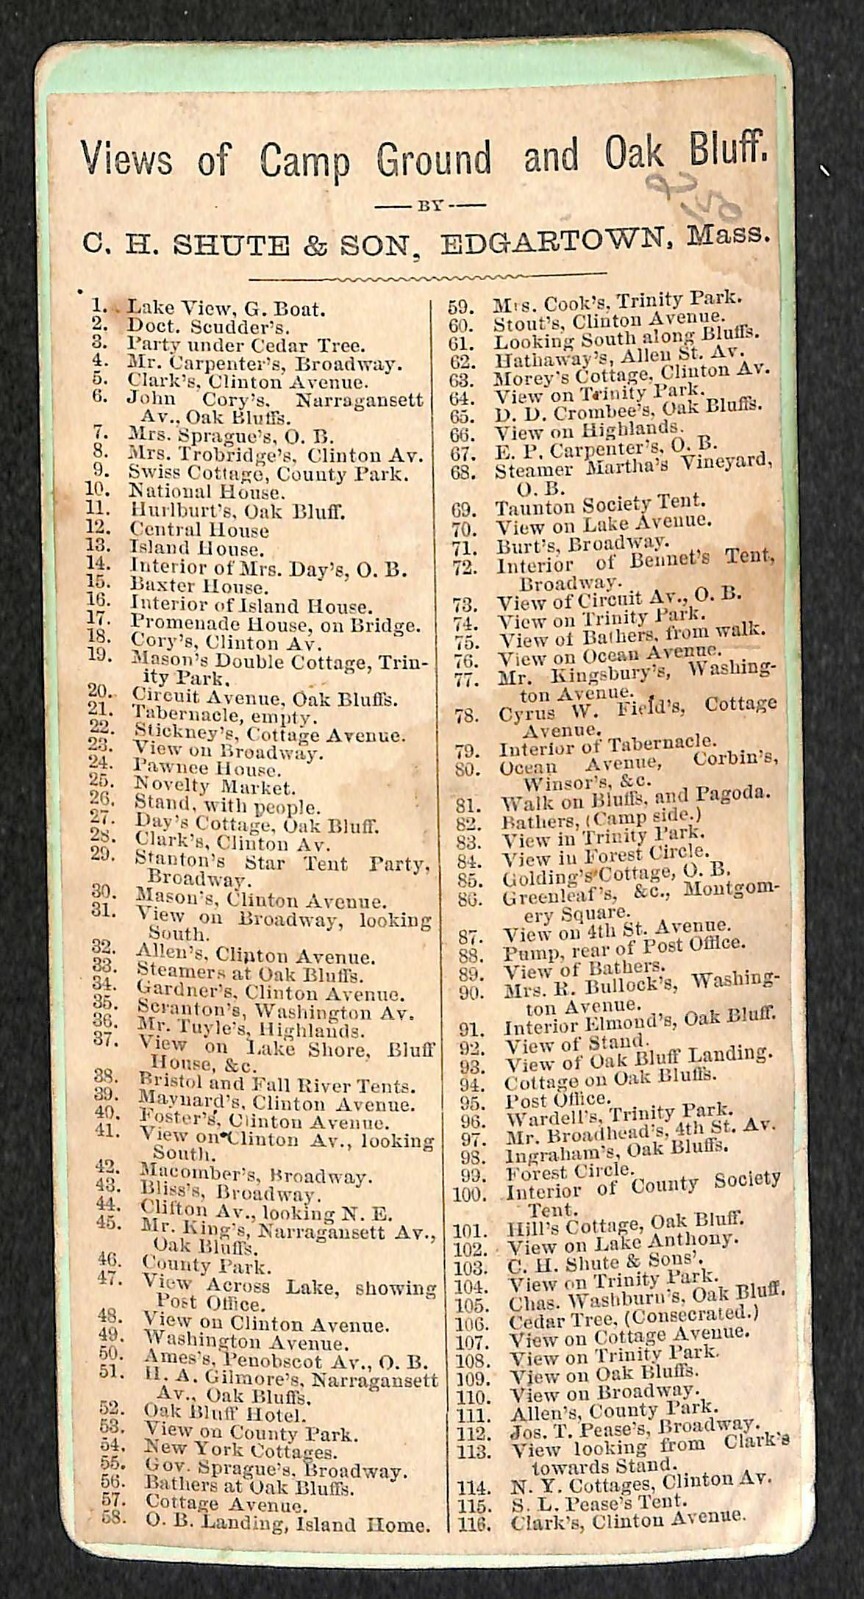 Views of Camp Ground and Oak Bluff.
BY
C. H. SHUTE & SON, EDGARTOWN, Mass.
1. Lake View, G. Boat.
2. Doct. Scudder's.
3. Party under Cedar Tree.
4. Mr. Carpenter's, Broadway.
5. Clark's, Clinton Avenue.
6. John Cory's, Narragansett
Av., Oak Bluffs.
7. Mrs. Sprague's, O. B.
8. Mrs. Trobridge's, Clinton Av.
9. Swiss Cottage, County Park.
10. National House.
11. Hurlburt's, Oak Bluff.
12. Central House
13. Island House.
14. Interior of Mrs. Day's, O. B.
15. Baxter House.
16. Interior of Island House.
17. Promenade House, on Bridge.
18. Cory's, Clinton Av.
19. Mason's Double Cottage, Trin-
ity Park.
20. Circuit Avenue, Oak Bluffs.
21. Tabernacle, empty.
22. Stickney's, Cottage Avenue.
23. View on Broadway.
24. Pawnee House.
25. Novelty Market.
26. Stand, with people.
27. Day's Cottage, Oak Bluff.
28. Clark's, Clinton Av.
29. Stanton's Star Tent Party,
Broadway.
30. Mason's, Clinton Avenue.
31. View on Broadway, looking
South.
32. Allen's, Clinton Avenue.
33. Steamers at Oak Bluffs.
34. Gardner's, Clinton Avenue.
35. Scranton's, Washington Av.
36. Mr. Tuyle's, Highlands.
37. View on Lake Shore, Bluff
House, &c.
38. Bristol and Fall River Tents.
39. Maynard's, Clinton Avenue.
40. Foster's, Clinton Avenue.
41. View on Clinton Av., looking
South.
42. Macomber's, Broadway.
43. Bliss's, Broadway.
44. Clifton Av., looking N. E.
45. Mr. King's, Narragansett Av.,
Oak Bluffs.
46. County Park.
47. View Across Lake, showing
Post Office.
48. View on Clinton Avenue.
49. Washington Avenue.
50. Ames's, Penobscot Av., O. B.
51. H. A. Gilmore's, Narragansett
Av., Oak Bluffs.
52. Oak Bluff Hotel.
53. View on County Park.
54. New York Cottages.
55. Gov. Sprague's, Broadway.
56. Bathers at Oak Bluffs.
57. Cottage Avenue.
58. O. B. Landing, Island Home.
59. Mrs. Cook's, Trinity Park.
60. Stout's, Clinton Avenue.
61. Looking South along Bluffs.
62. Hathaway's, Allen St. Av.
63. Morey's Cottage, Clinton Av.
64. View on Trinity Park.
65. D. D. Crombee's, Oak Bluffs.
66. View on Highlands.
67. E. P. Carpenter's, O. B.
68. Steamer Martha's Vineyard,
O. B.
69. Taunton Society Tent.
70. View on Lake Avenue.
71. Burt's, Broadway.
72. Interior of Bennet's Tent,
Broadway.
73. View of Circuit Av., O. B.
74. View on Trinity Park.
75. View of Bathers, from walk.
76. View on Ocean Avenue.
77. Mr. Kingsbury's, Washing-
ton Avenue.
78. Cyrus W. Field's, Cottage
Avenue.
79. Interior of Tabernacle.
80. Ocean Avenue, Corbin's,
Winsor's, &c.
81. Walk on Bluffs, and Pagoda.
82. Bathers, (Camp side.)
83. View in Trinity Park.
84. View in Forest Circle.
85. Golding's Cottage, O. B.
86. Greenleaf's, &c., Montgom-
ery Square.
87. View on 4th St. Avenue.
88. Pump, rear of Post Office.
89. View of Bathers.
90. Mrs. R. Bullock's, Washing-
ton Avenue.
91. Interior Elmond's, Oak Bluff.
92. View of Stand.
93. View of Oak Bluff Landing.
94. Cottage on Oak Bluffs.
95. Post Office.
96. Wardell's, Trinity Park.
97. Mr. Broadhead's, 4th St. Av.
98. Ingraham's, Oak Bluffs.
99. Forest Circle.
100. Interior of County Society
Tent.
101. Hill's Cottage, Oak Bluff.
102. View on Lake Anthony.
103. C. H. Shute & Sons'.
104. View on Trinity Park.
105. Chas. Washburn's, Oak Bluff.
106. Cedar Tree, (Consecrated.)
107. View on Cottage Avenue.
108. View on Trinity Park.
109. View on Oak Bluffs.
110. View on Broadway.
111. Allen's, County Park.
112. Jos. T. Pease's, Broadway.
113. View looking from Clark's
towards Stand.
114. N. Y. Cottages, Clinton Av.
115. S. L. Pease's Tent.
116. Clark's, Clinton Avenue.